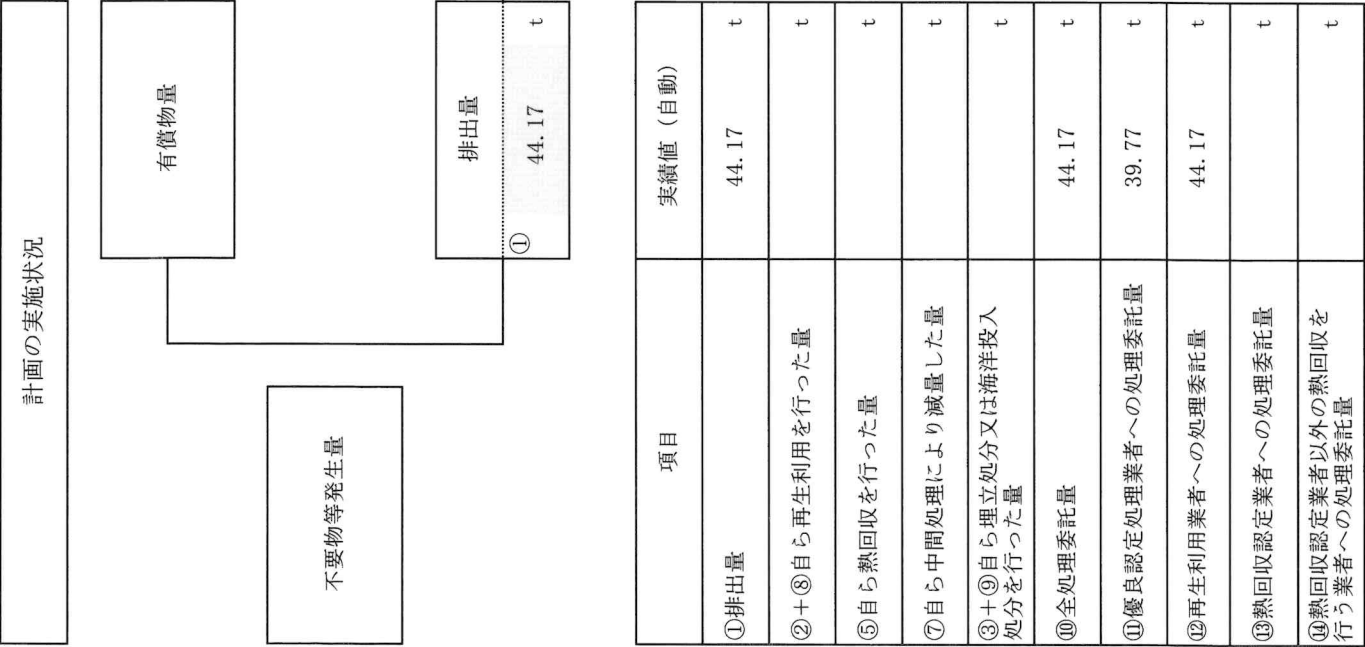 計画の実施状況
不要物等発生量
有償物量
排出量
① 44.17 t
項目 実績値（自動）
①排出量 44.17 t
②＋⑧自ら再生利用を行った量 t
⑤自ら熱回収を行った量 t
⑦自ら中間処理により減量した量 t
③＋⑨自ら埋立処分又は海洋投入
処分を行った量 t
⑩全処理委託量 44.17 t
⑪優良認定処理業者への処理委託量 39.77 t
⑫再生利用業者への処理委託量 44.17 t
⑬熱回収認定業者への処理委託量 t
⑭熱回収認定業者以外の熱回収を
行う業者への処理委託量 t